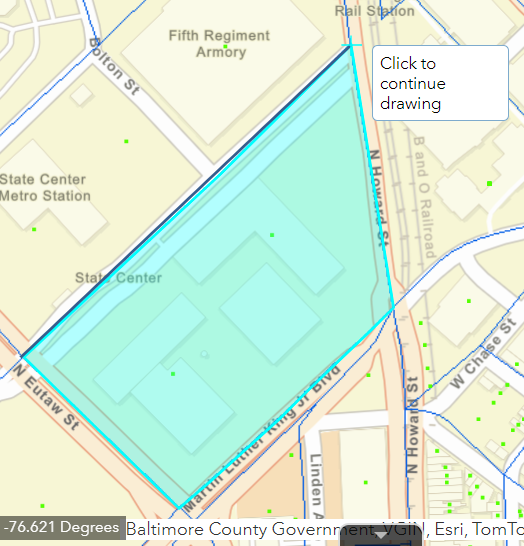 Rail Station
Fifth Regiment
Armory
Click to
continue
drawing
Bolton St
N Howard St
B and O Railroad
State Center
Metro Station
State Center
N Eutaw St
W Chase St
Martin Luther King Jr Blvd
N Howard St
Linden A
-76.621 Degrees
Baltimore County Government, VGIN, Esri, TomTo